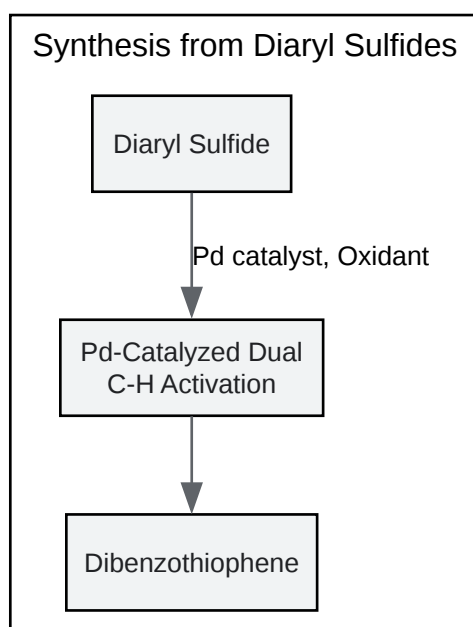 Synthesis from Diaryl Sulfides
Diaryl Sulfide
Pd catalyst, Oxidant
Pd-Catalyzed Dual
C-H Activation
Dibenzothiophene